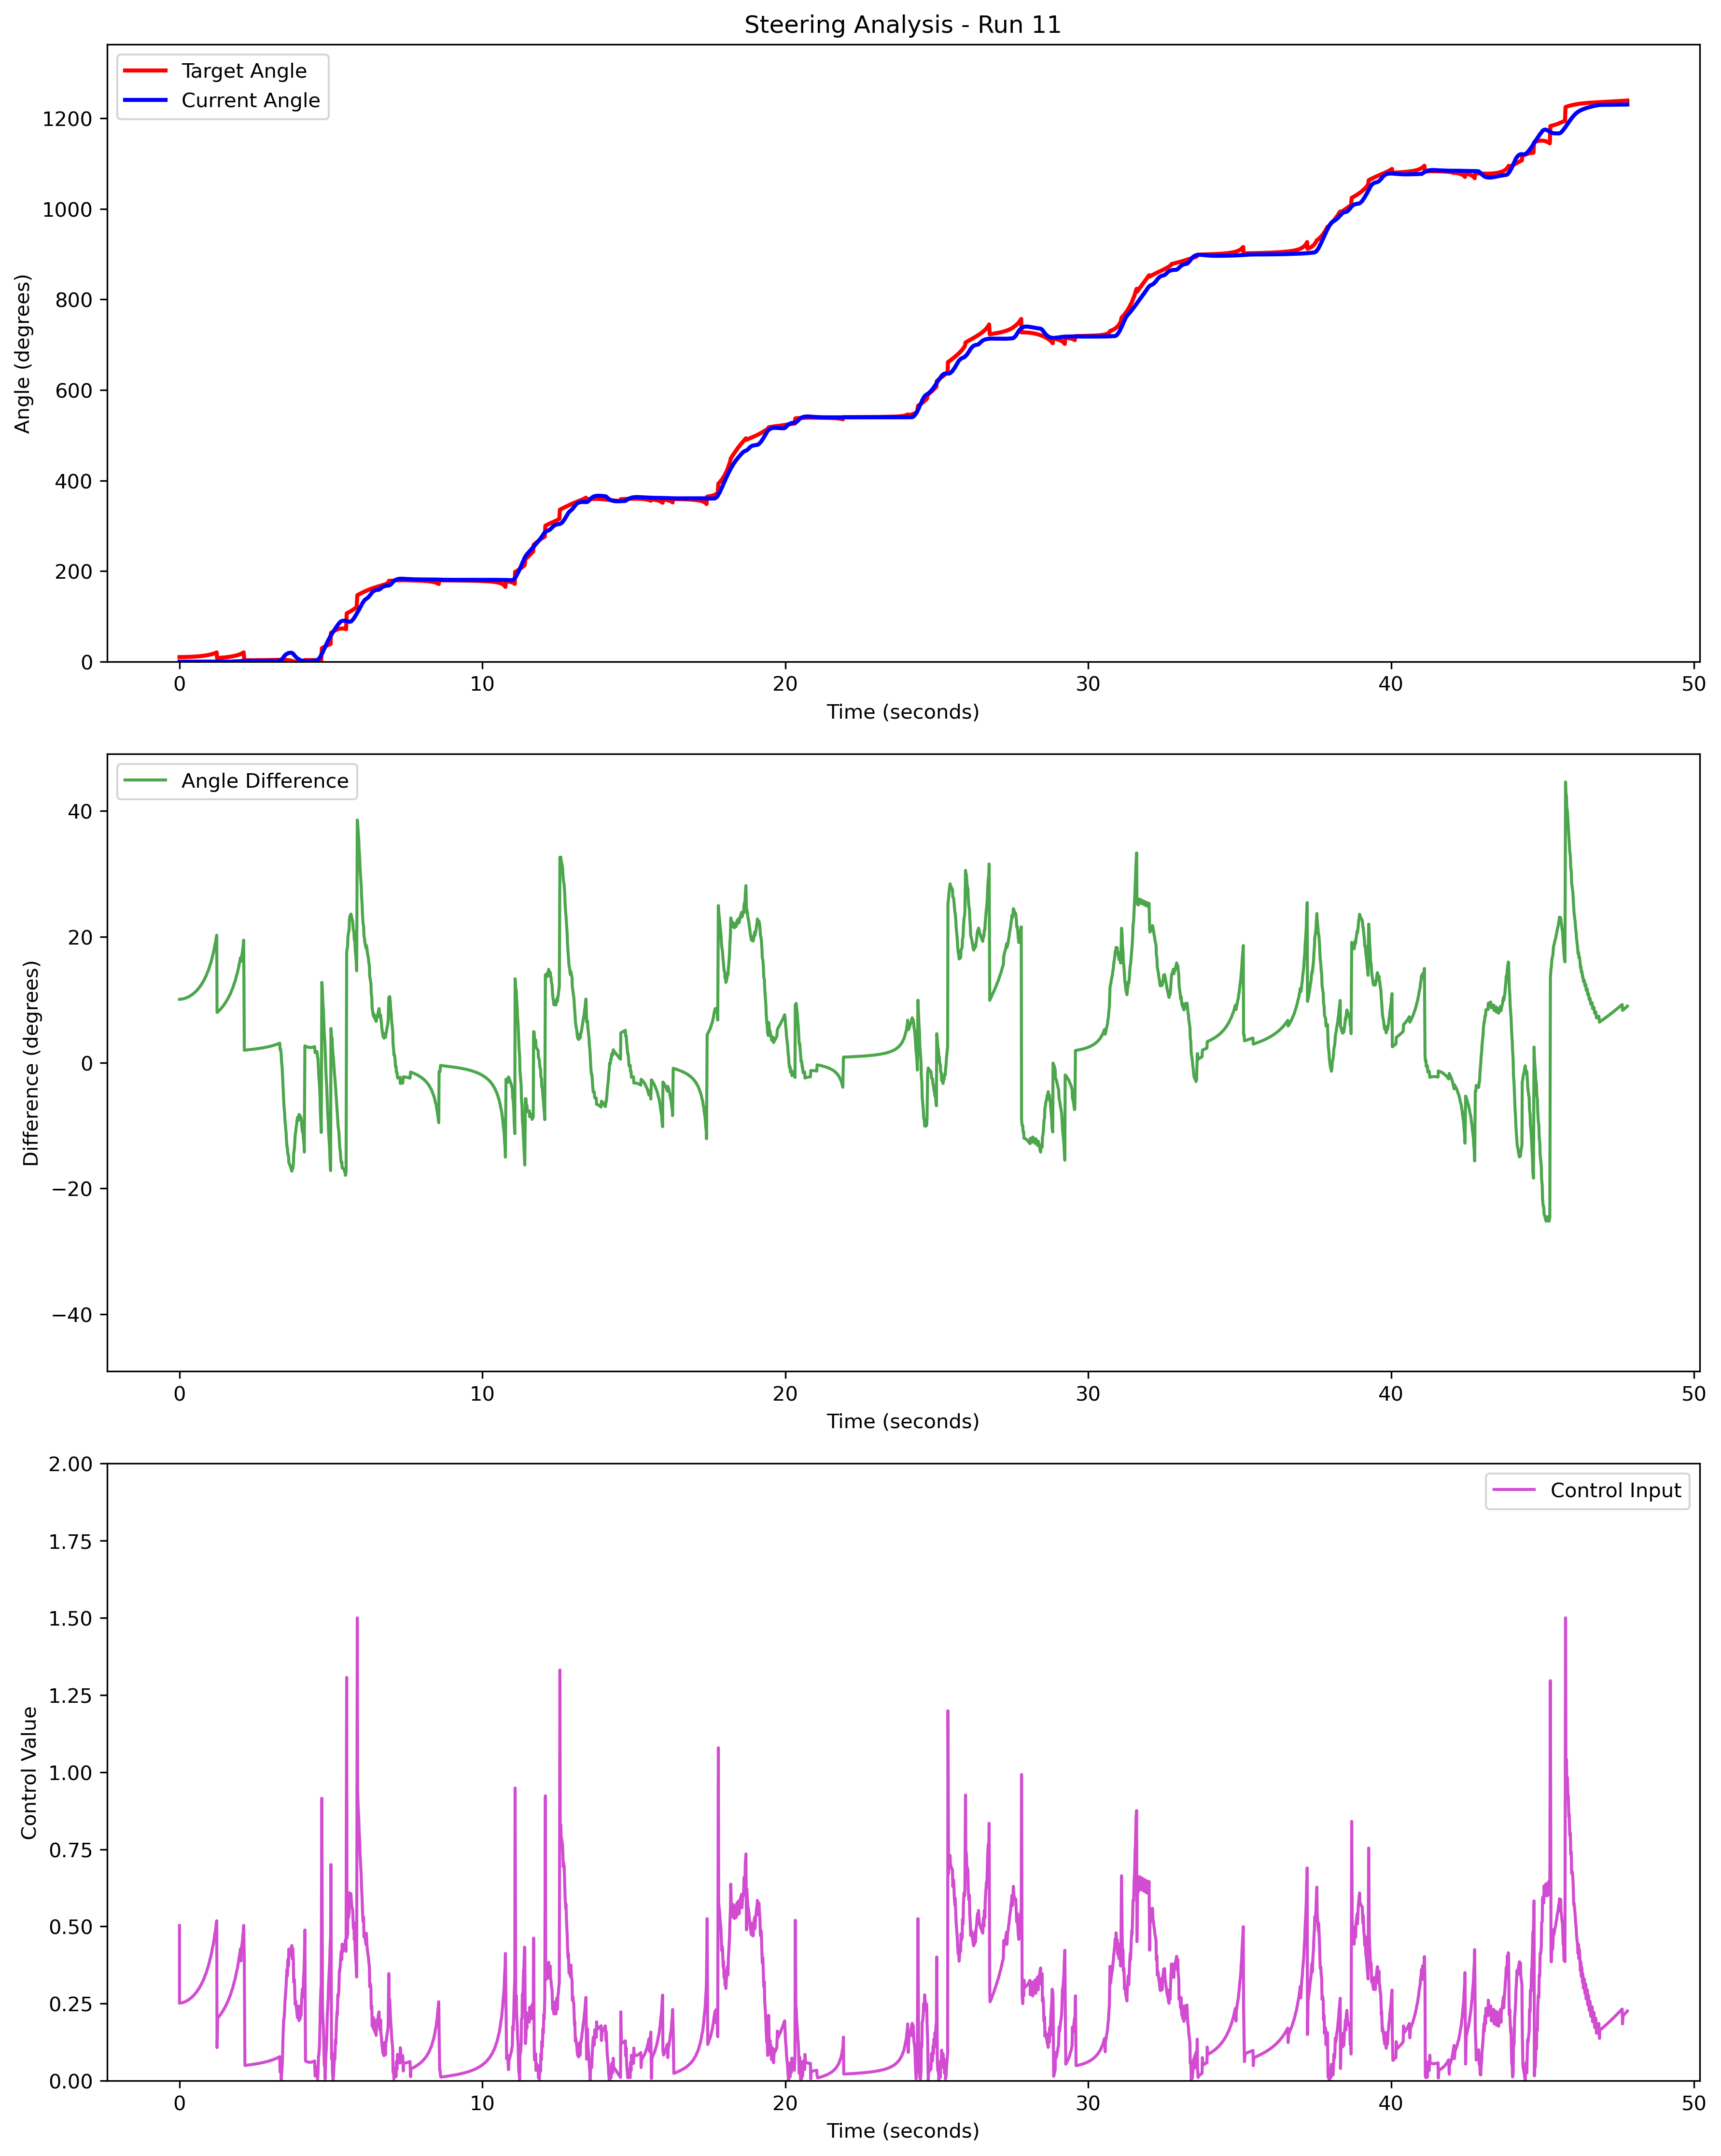 Steering Analysis - Run 11
Target Angle
Current Angle
Angle (degrees)
1200
1000
800
600
400
200
0
0 10 20 30 40 50
Time (seconds)
Angle Difference
Difference (degrees)
40
20
0
−20
−40
0 10 20 30 40 50
Time (seconds)
Control Input
Control Value
2.00
1.75
1.50
1.25
1.00
0.75
0.50
0.25
0.00
0 10 20 30 40 50
Time (seconds)